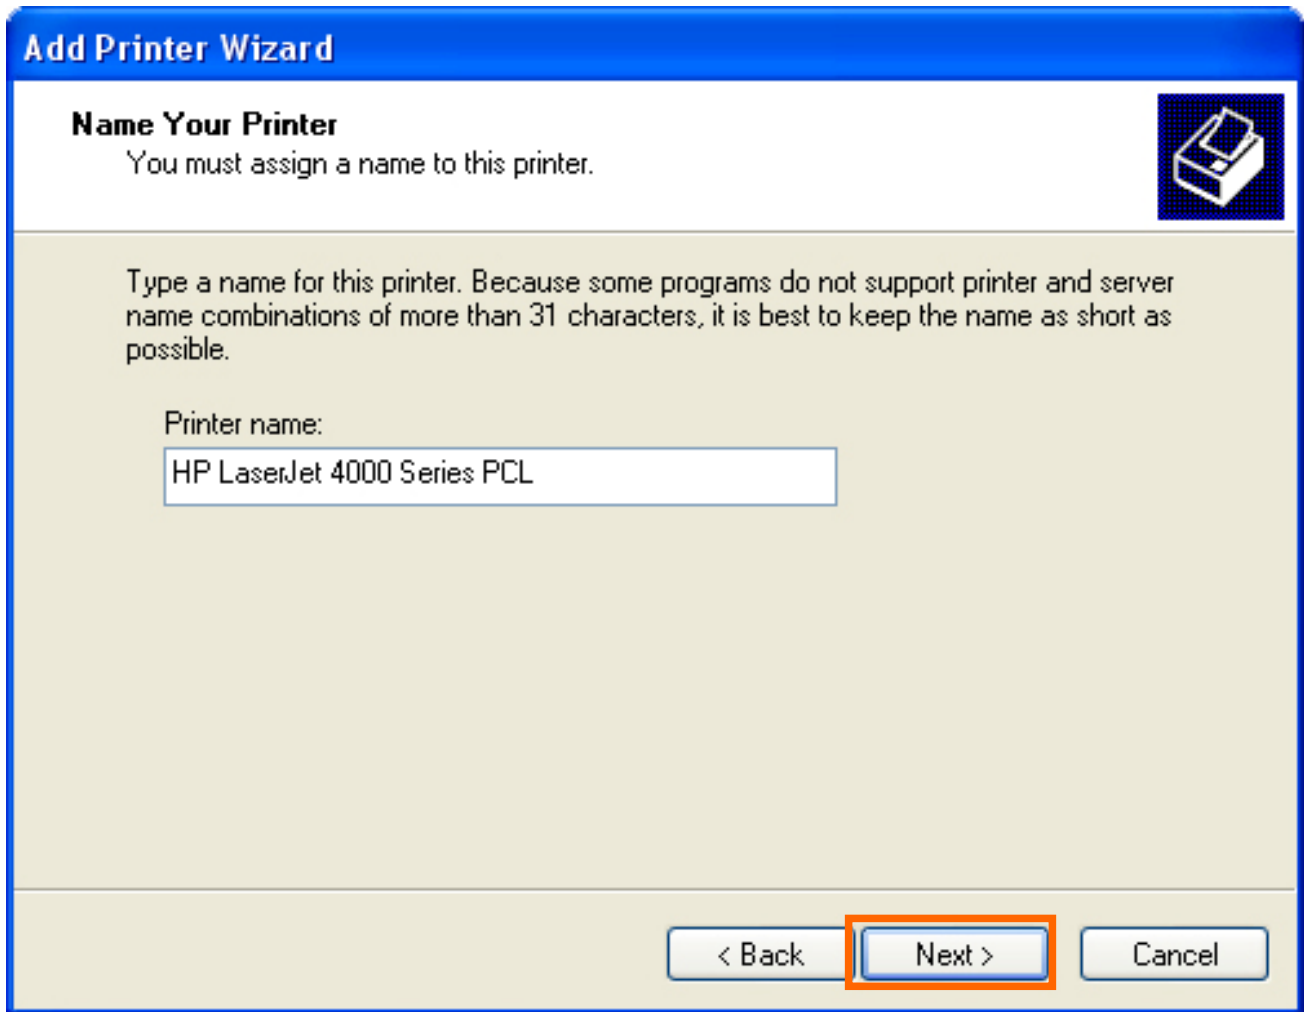 Add Printer Wizard
Name Your Printer
You must assign a name to this printer.
Type a name for this printer. Because some programs do not support printer and server
name combinations of more than 31 characters, it is best to keep the name as short as
possible.
Printer name:
HP LaserJet 4000 Series PCL
< Back
Next >
Cancel